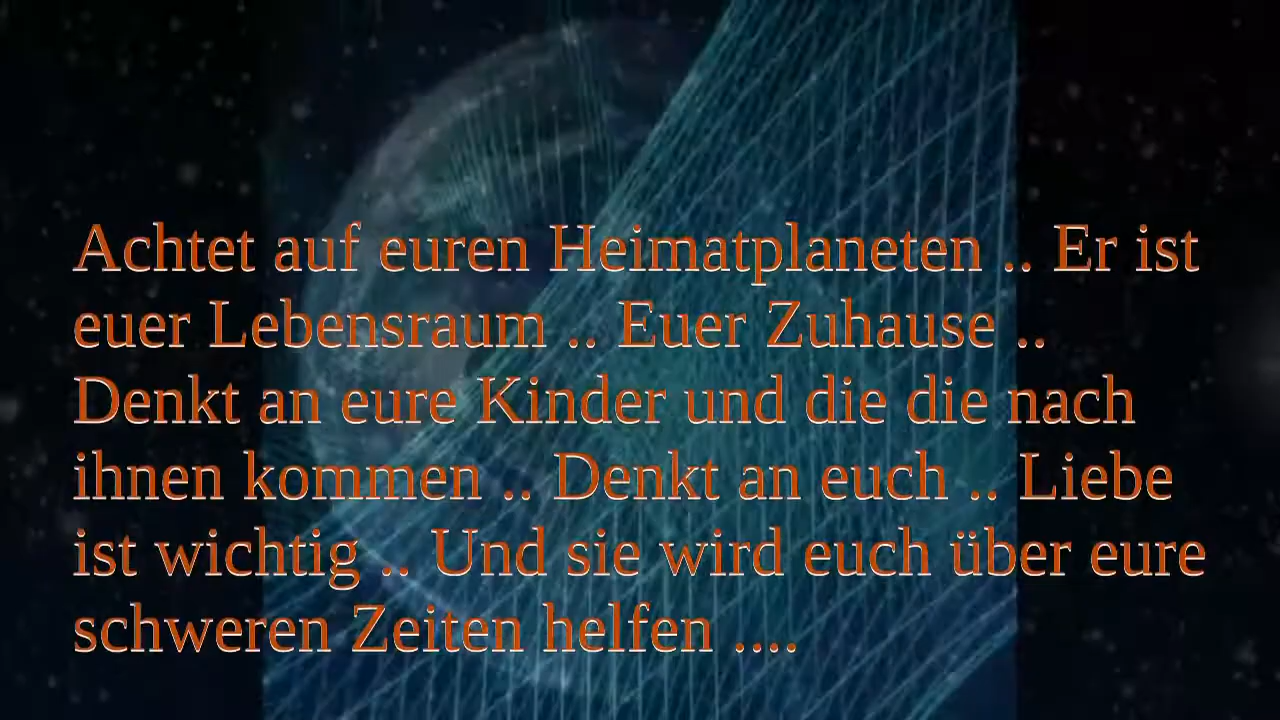 Achtet auf euren Heimatplaneten .. Er ist
euer Lebensraum .. Euer Zuhause ..
Denkt an eure Kinder und die die nach
ihnen kommen .. Denkt an euch .. Liebe
ist wichtig .. Und sie wird euch über eure
schweren Zeiten helfen ....